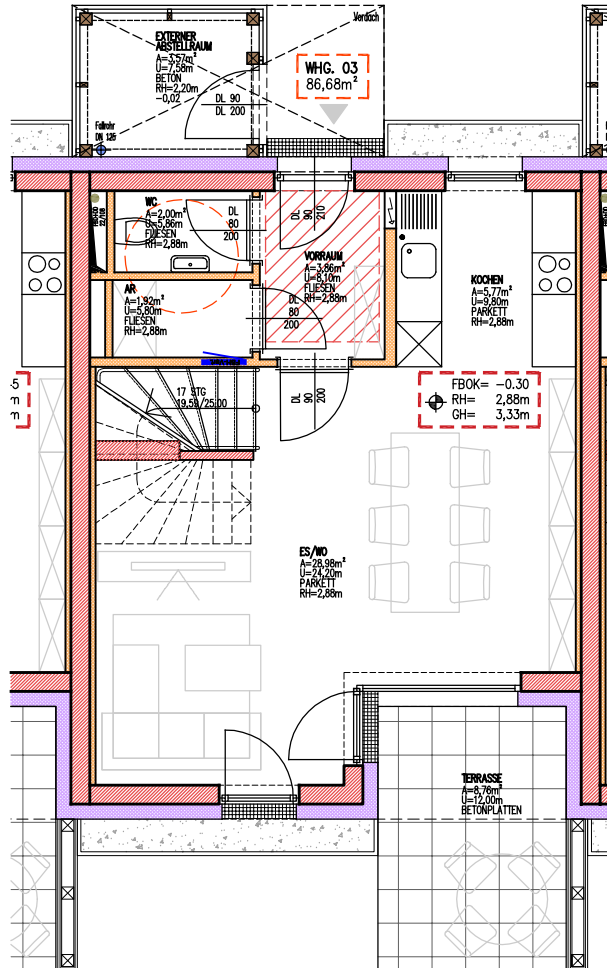 EXTERNER
ABSTELLRAUM
A=3,57m²
U=7,58m
BETON
RH=2,20m
-0,02
Vordach
WHG. 03
86,68m²
DL 90
DL 200
Fallrohr
DN 125
WC
A=2,00m²
U=5,86m
FLIESEN
RH=2,88m
DL
80
200
DL
90
210
VORRAUM
A=3,86m²
U=8,10m
FLIESEN
RH=2,88m
KOCHEN
A=5,77m²
U=9,80m
PARKETT
RH=2,88m
AR
A=1,92m²
U=5,80m
FLIESEN
RH=2,88m
DL
80
200
DL
90
200
17 STG
FBOK= -0.30
RH= 2,88m
GH= 3,33m
5
m
m
ES/WO
A=28,98m²
U=24,20m
PARKETT
RH=2,88m
TERRASSE
A=8,76m²
U=12,00m
BETONPLATTEN